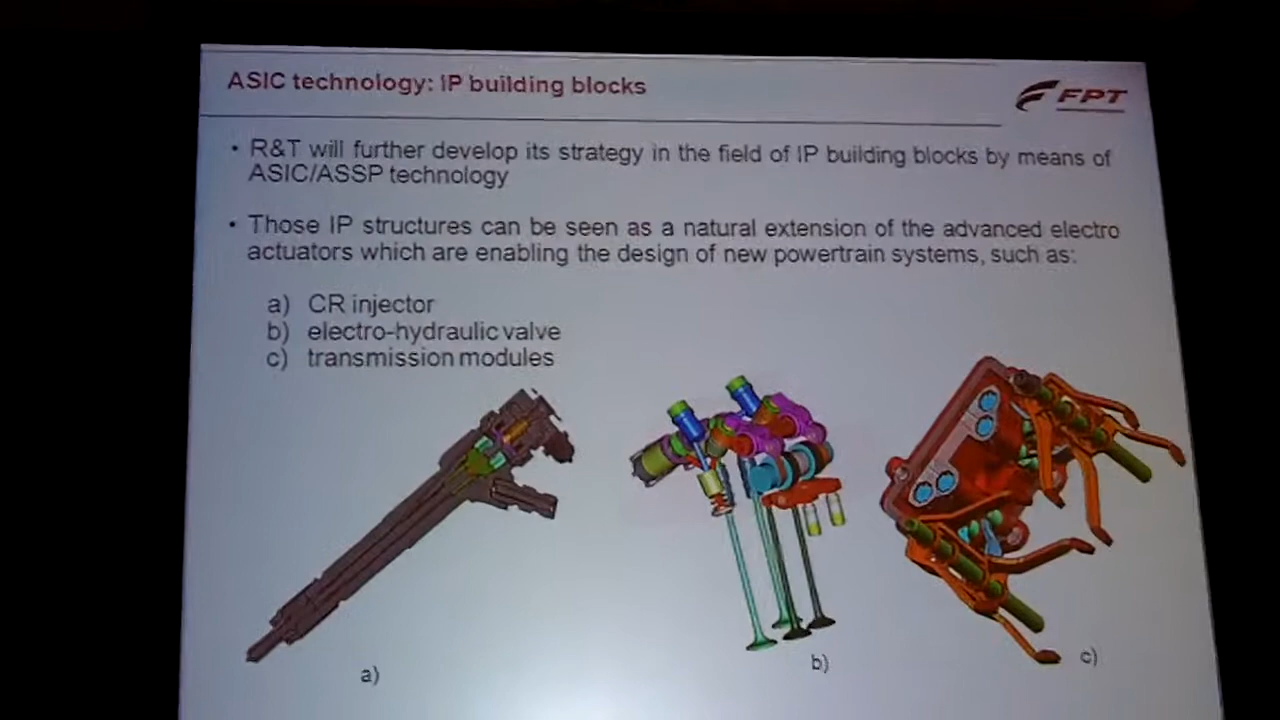 ASIC technology: IP building blocks
FPT
• R&T will further develop its strategy in the field of IP building blocks by means of
ASIC/ASSP technology
• Those IP structures can be seen as a natural extension of the advanced electro
actuators which are enabling the design of new powertrain systems, such as:
a) CR injector
b) electro-hydraulic valve
c) transmission modules
a)
b)
c)